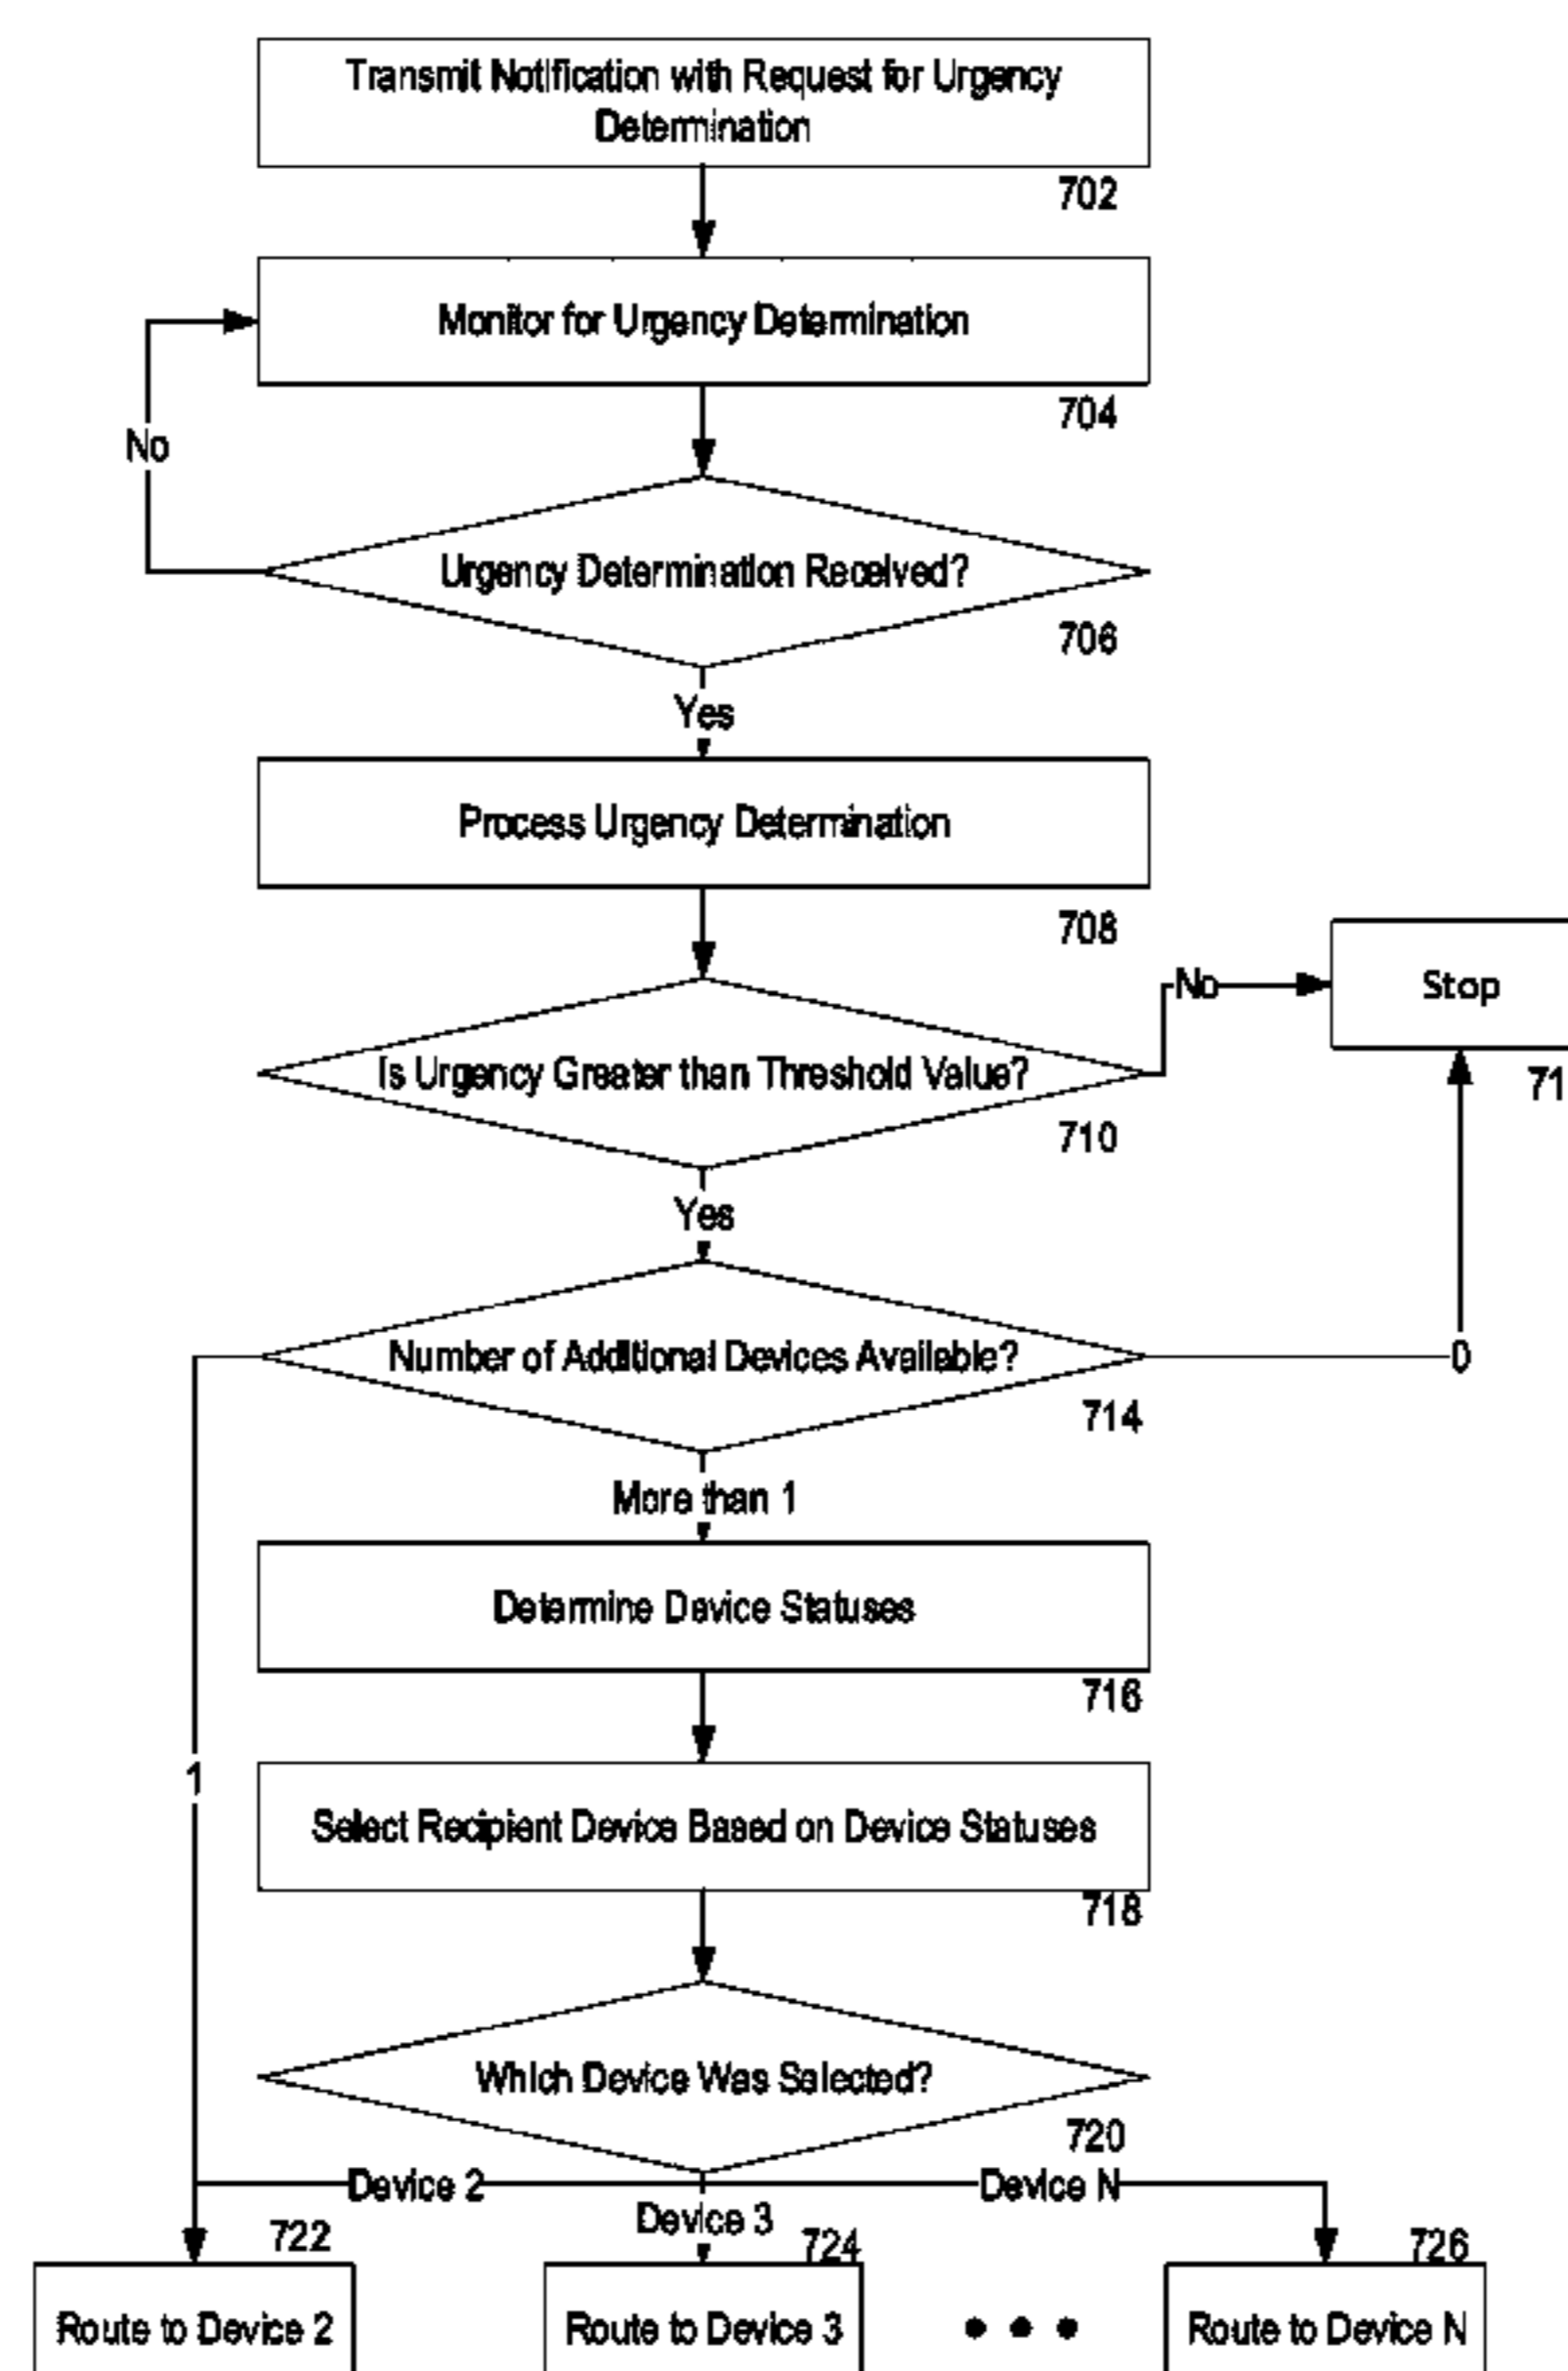 Transmit Notification with Request for Urgency
Determination
702
Monitor for Urgency Determination
704
No
Urgency Determination Received?
706
Yes
Process Urgency Determination
708
No
Stop
71
Is Urgency Greater than Threshold Value?
710
Yes
Number of Additional Devices Available?
0
714
More than 1
Determine Device Statuses
716
1
Select Recipient Device Based on Device Statuses
718
Which Device Was Selected?
720
Device 2
Device N
Device 3
722
724
726
Route to Device 2
Route to Device 3
• • •
Route to Device N